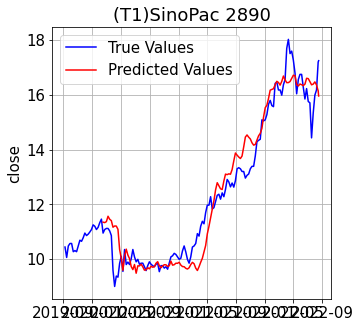 (T1)SinoPac 2890
True Values
Predicted Values
18
16
14
12
10
close